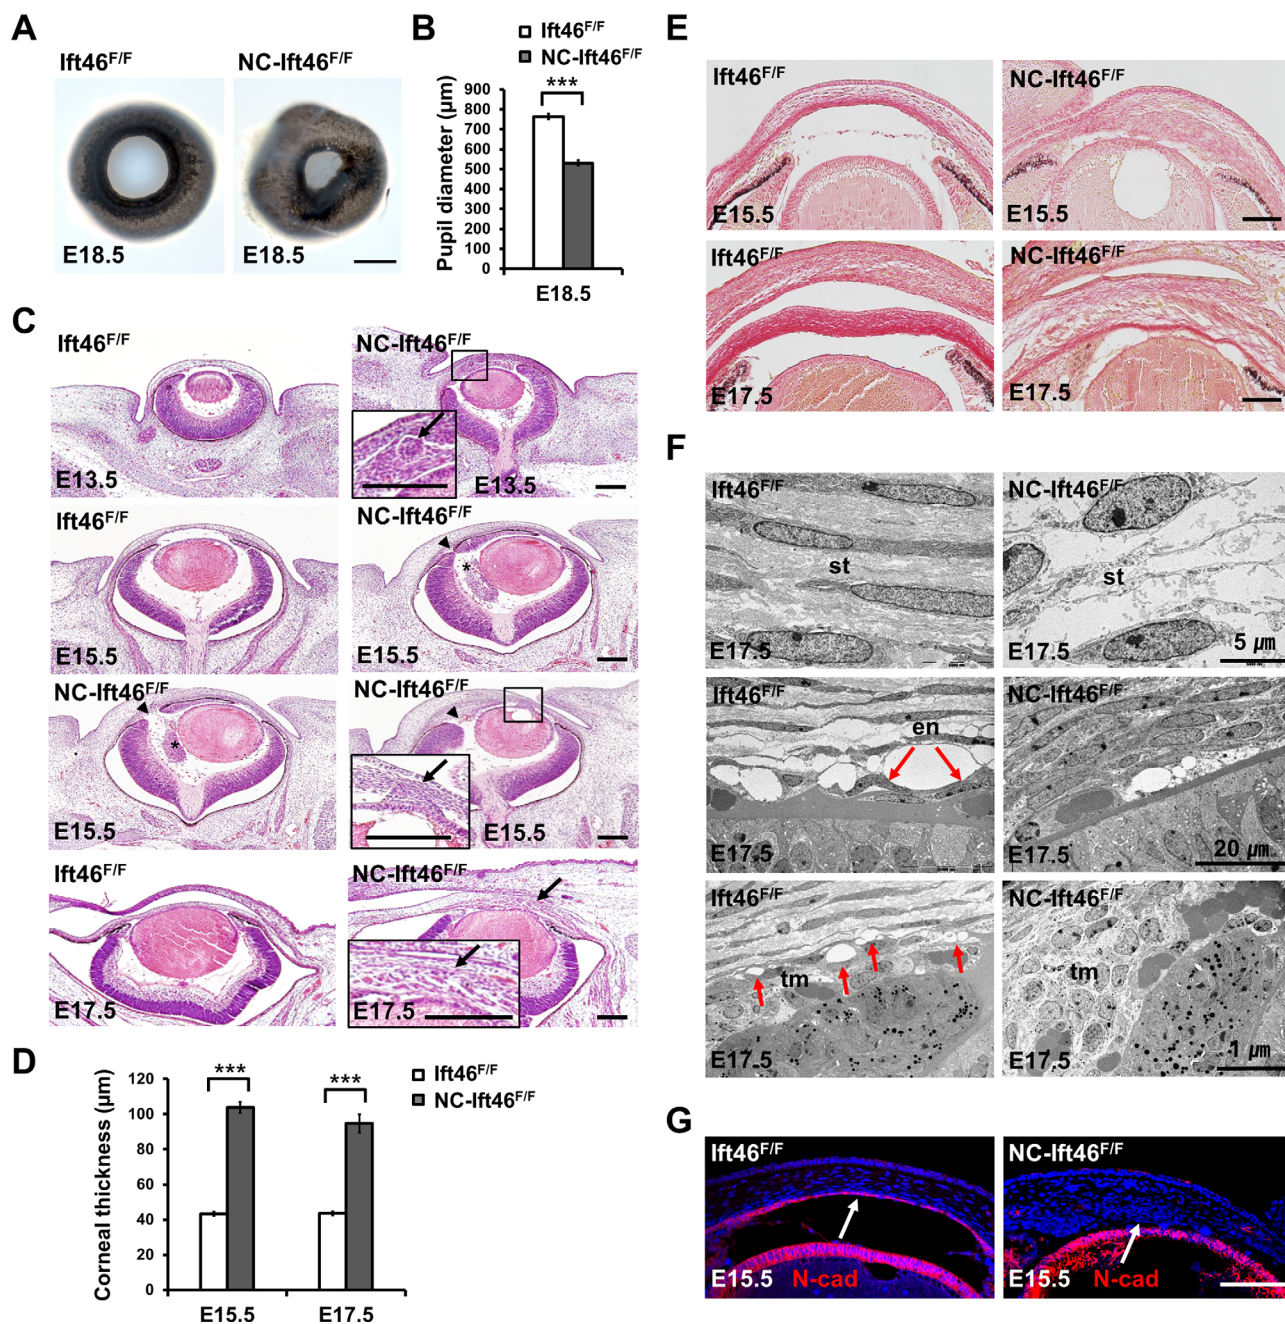 A
Ift46F/F
NC-Ift46F/F
E18.5
E18.5
B
Ift46F/F
NC-Ift46F/F
***
Pupil diameter (µm)
900
800
700
600
500
400
300
200
100
0
E18.5
C
Ift46F/F
NC-Ift46F/F
E13.5
E13.5
Ift46F/F
NC-Ift46F/F
*
E15.5
E15.5
NC-Ift46F/F
NC-Ift46F/F
*
E15.5
E15.5
Ift46F/F
NC-Ift46F/F
E17.5
E17.5
D
Ift46F/F
NC-Ift46F/F
***
***
Corneal thickness (µm)
120
100
80
60
40
20
0
E15.5
E17.5
E
Ift46F/F
NC-Ift46F/F
E15.5
E15.5
Ift46F/F
NC-Ift46F/F
E17.5
E17.5
F
Ift46F/F
NC-Ift46F/F
st
st
E17.5
E17.5
5 µm
Ift46F/F
NC-Ift46F/F
en
E17.5
E17.5
20 µm
Ift46F/F
NC-Ift46F/F
tm
tm
E17.5
E17.5
1 µm
G
Ift46F/F
NC-Ift46F/F
E15.5
N-cad
E15.5
N-cad